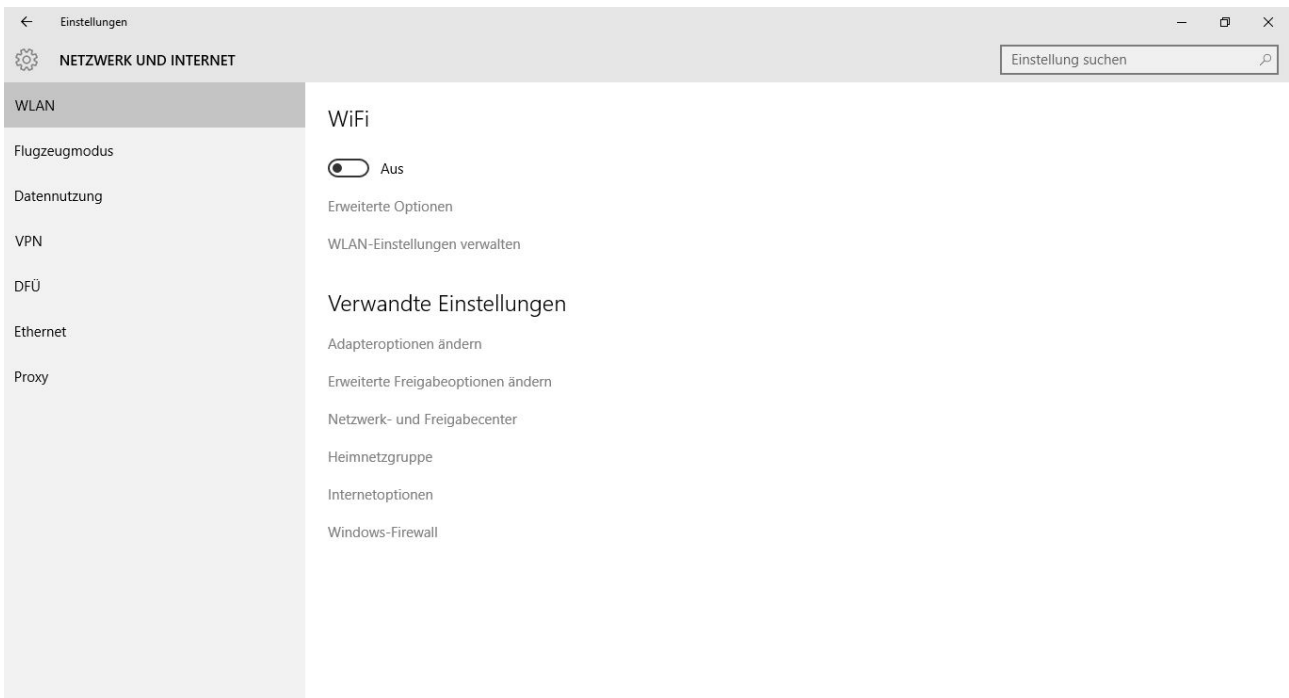 Einstellungen
NETZWERK UND INTERNET
Einstellung suchen
WLAN
Flugzeugmodus
Datennutzung
VPN
DFÜ
Ethernet
Proxy
WiFi
Aus
Erweiterte Optionen
WLAN-Einstellungen verwalten
Verwandte Einstellungen
Adapteroptionen ändern
Erweiterte Freigabeoptionen ändern
Netzwerk- und Freigabecenter
Heimnetzgruppe
Internetoptionen
Windows-Firewall